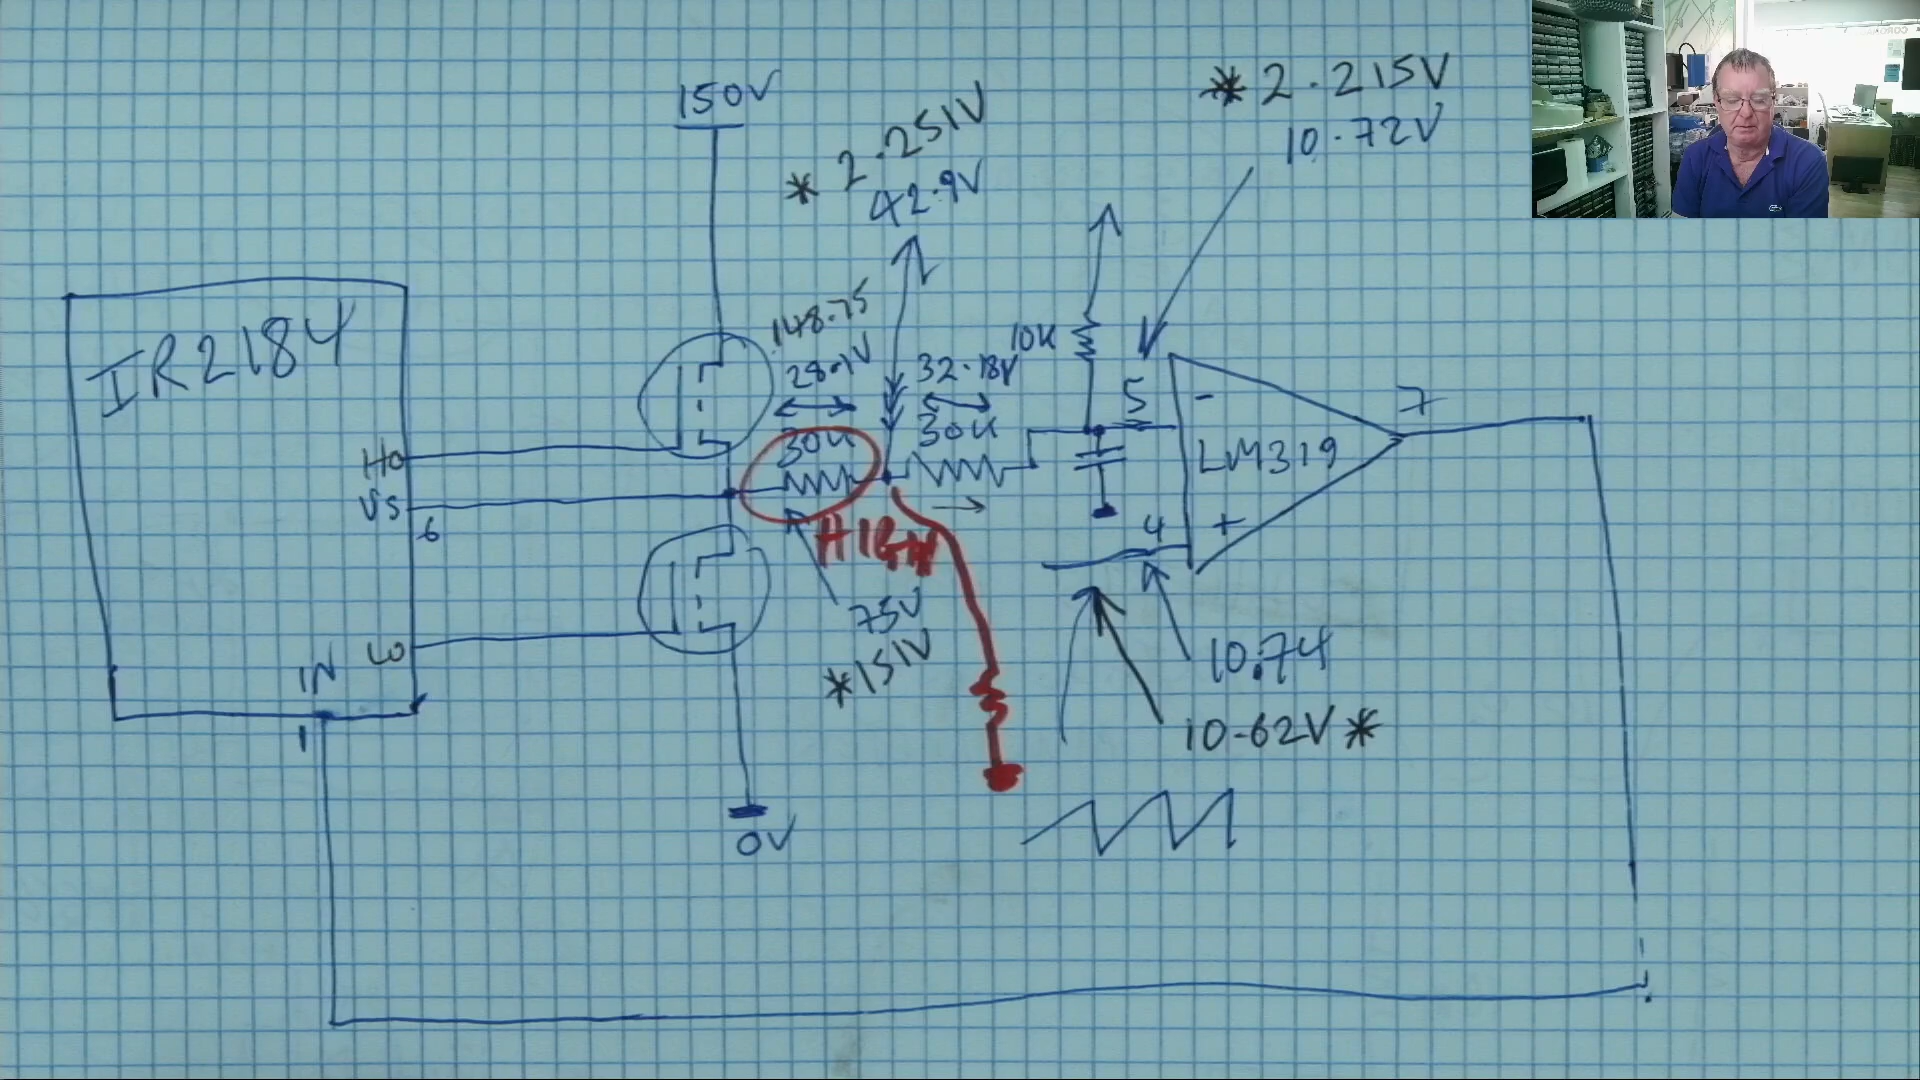 150V
* 2.251V
42.9V
* 2.215V
10.72V
IR2184
148.75
28.1V
32.18V
10K
30K
30K
5
-
7
LM319
HO
VS
6
HIGH
4
+
75V
*151V
LO
IN
1
10.74
10.62V *
0V